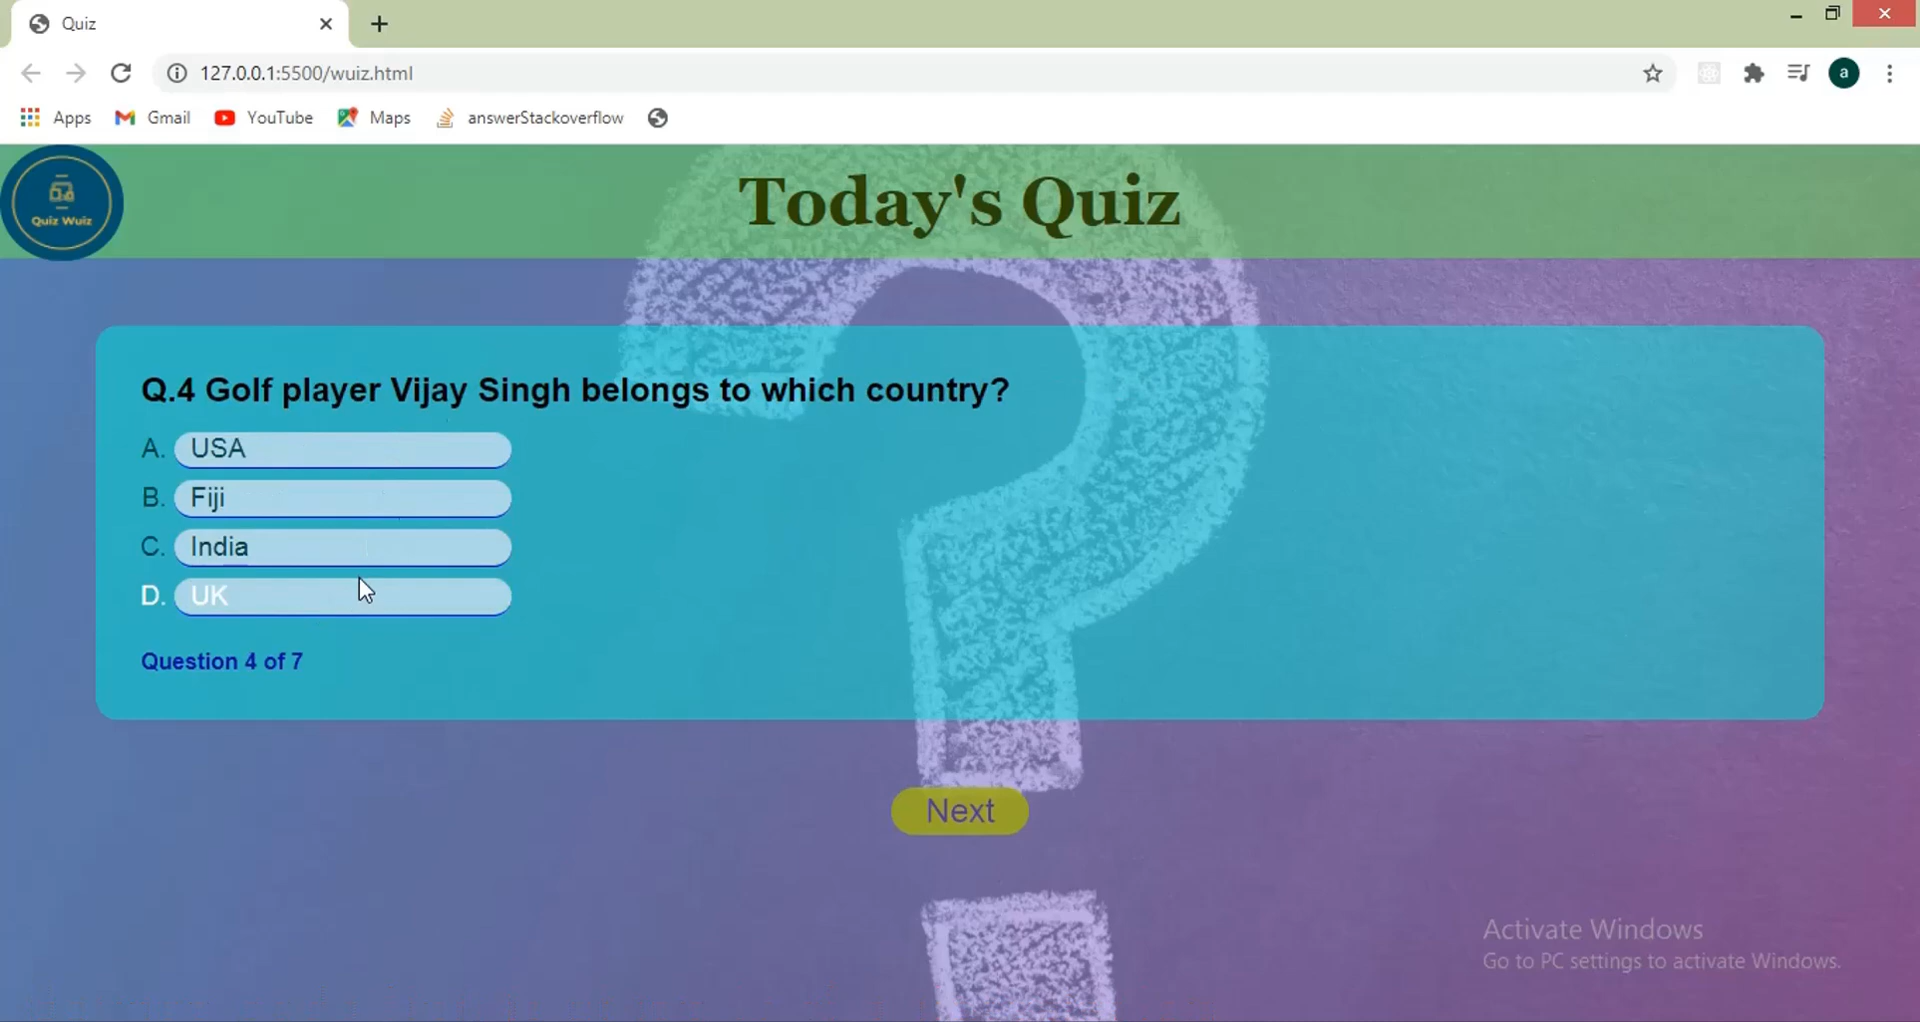 Quiz
127.0.0.1:5500/wuiz.html
a
Apps
Gmail
YouTube
Maps
answerStackoverflow
Quiz Wuiz
Today's Quiz
Q.4 Golf player Vijay Singh belongs to which country?
A. USA
B. Fiji
C. India
D. UK
Question 4 of 7
Next
Activate Windows
Go to PC settings to activate Windows.